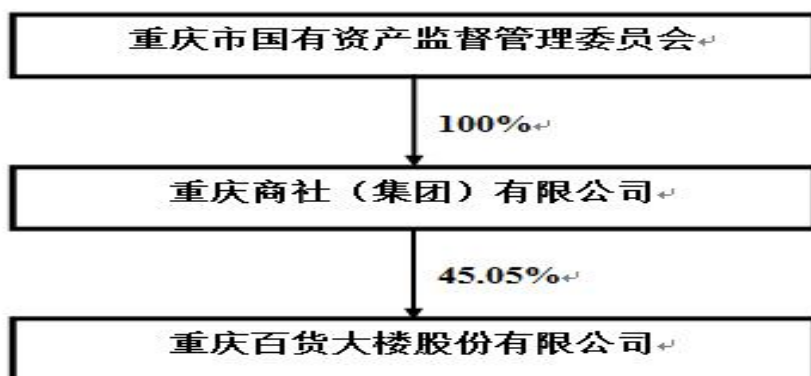 重庆市国有资产监督管理委员会
100%
重庆商社（集团）有限公司
45.05%
重庆百货大楼股份有限公司